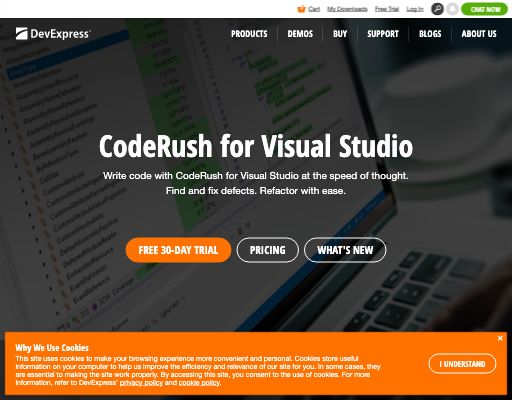 Cart My Downloads Free Trial Log In CHAT NOW
DevExpress
PRODUCTS DEMOS BUY SUPPORT BLOGS ABOUT US
CodeRush for Visual Studio
Write code with CodeRush for Visual Studio at the speed of thought.
Find and fix defects. Refactor with ease.
FREE 30-DAY TRIAL PRICING WHAT'S NEW
Why We Use Cookies
This site uses cookies to make your browsing experience more convenient and personal. Cookies store useful
information on your computer to help us improve the efficiency and relevance of our site for you. In some cases, they
are essential to making the site work properly. By accessing this site, you consent to the use of cookies. For more
information, refer to DevExpress' privacy policy and cookie policy.
I UNDERSTAND